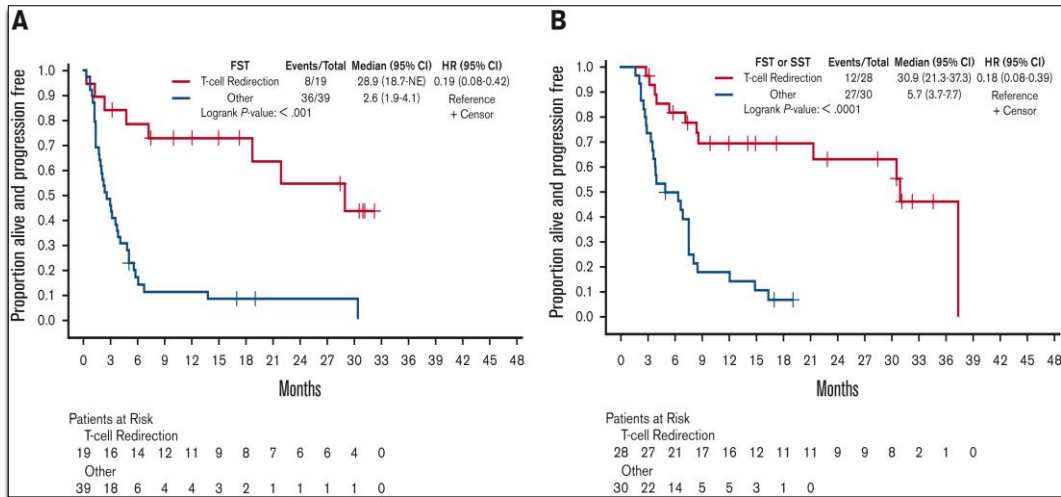 A
FST Events/Total Median (95% CI) HR (95% CI)
T-cell Redirection 8/19 28.9 (18.7-NE) 0.19 (0.08-0.42)
Other 36/39 2.6 (1.9-4.1) Reference
Logrank P-value: < .001 + Censor
Proportion alive and progression free
1.0
0.9
0.8
0.7
0.6
0.5
0.4
0.3
0.2
0.1
0.0
0 3 6 9 12 15 18 21 24 27 30 33 36 39 42 45 48
Months
Patients at Risk
T-cell Redirection
19 16 14 12 11 9 8 7 6 6 4 0
Other
39 18 6 4 4 3 2 1 1 1 1 0
B
FST or SST Events/Total Median (95% CI) HR (95% CI)
T-cell Redirection 12/28 30.9 (21.3-37.3) 0.18 (0.08-0.39)
Other 27/30 5.7 (3.7-7.7) Reference
Logrank P-value: < .0001 + Censor
Proportion alive and progression free
1.0
0.9
0.8
0.7
0.6
0.5
0.4
0.3
0.2
0.1
0.0
0 3 6 9 12 15 18 21 24 27 30 33 36 39 42 45 48
Months
Patients at Risk
T-cell Redirection
28 27 21 17 16 12 11 11 9 9 8 2 1 0
Other
30 22 14 5 5 3 1 0